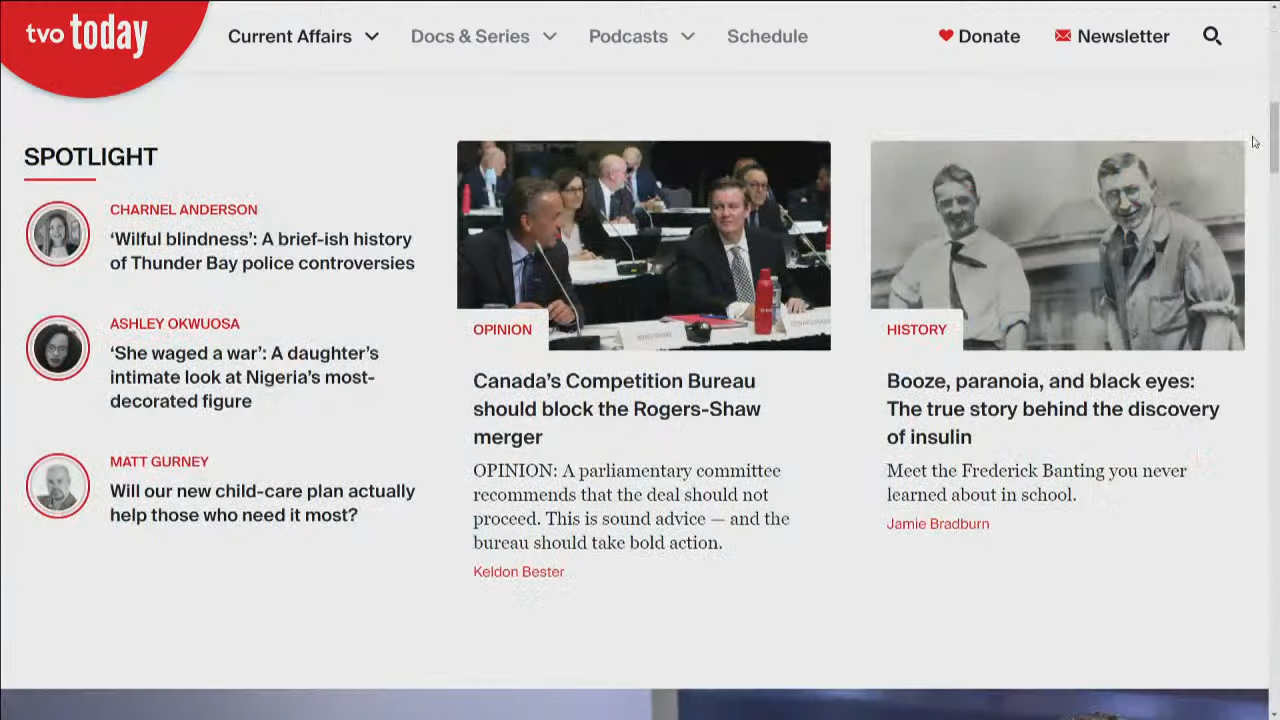 tvo today
Current Affairs
Docs & Series
Podcasts
Schedule
Donate
Newsletter
SPOTLIGHT
CHARNEL ANDERSON
‘Wilful blindness’: A brief-ish history
of Thunder Bay police controversies
ASHLEY OKWUOSA
‘She waged a war’: A daughter’s
intimate look at Nigeria’s most-
decorated figure
MATT GURNEY
Will our new child-care plan actually
help those who need it most?
OPINION
Canada’s Competition Bureau
should block the Rogers-Shaw
merger
OPINION: A parliamentary committee
recommends that the deal should not
proceed. This is sound advice — and the
bureau should take bold action.
Keldon Bester
HISTORY
Booze, paranoia, and black eyes:
The true story behind the discovery
of insulin
Meet the Frederick Banting you never
learned about in school.
Jamie Bradburn